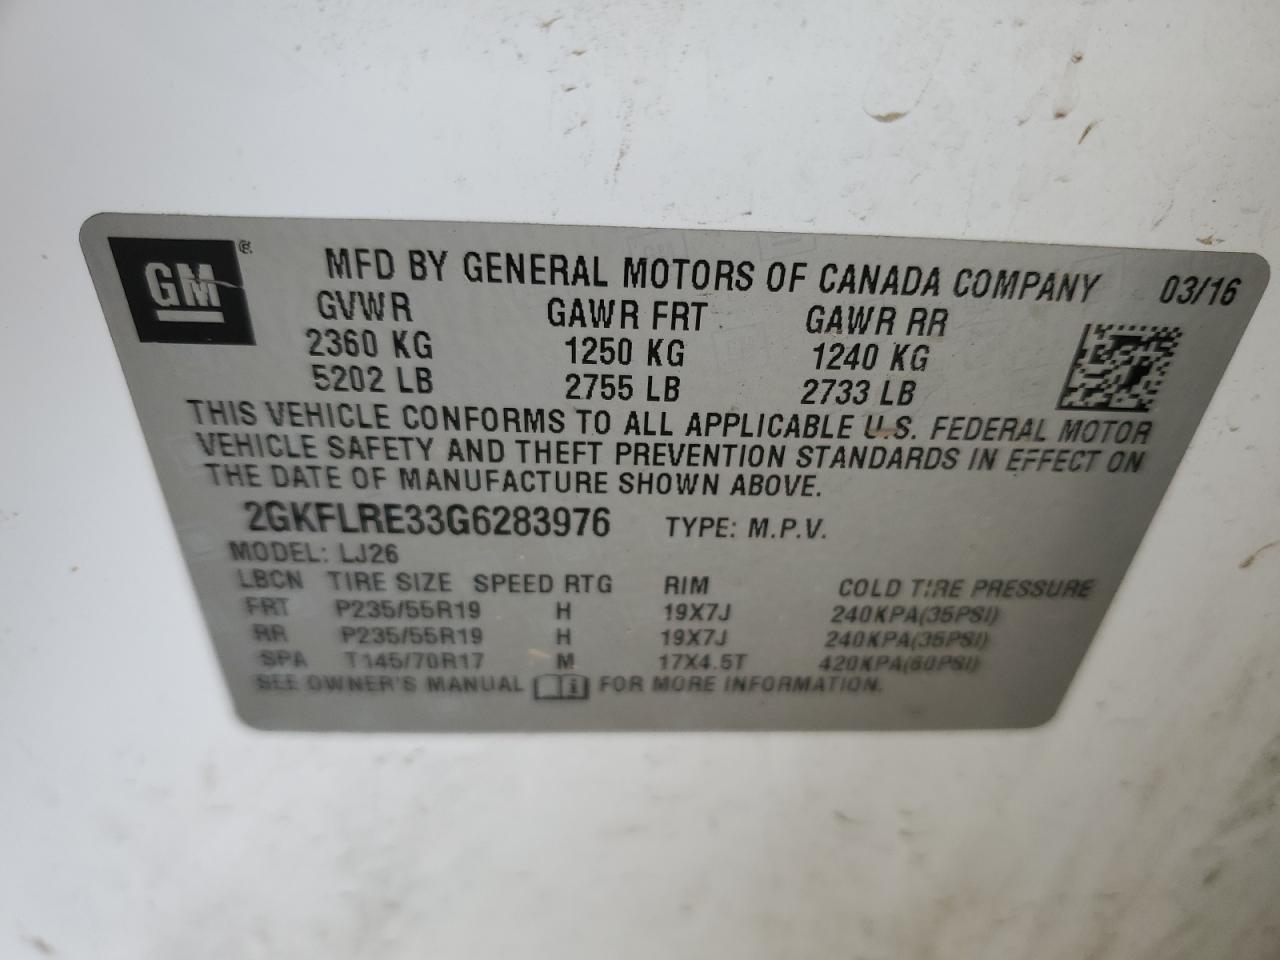 GM ®
MFD BY GENERAL MOTORS OF CANADA COMPANY 03/16
GVWR GAWR FRT GAWR RR
2360 KG 1250 KG 1240 KG
5202 LB 2755 LB 2733 LB
THIS VEHICLE CONFORMS TO ALL APPLICABLE U.S. FEDERAL MOTOR
VEHICLE SAFETY AND THEFT PREVENTION STANDARDS IN EFFECT ON
THE DATE OF MANUFACTURE SHOWN ABOVE.
2GKFLRE33G6283976 TYPE: M.P.V.
MODEL: LJ26
LBCN TIRE SIZE SPEED RTG RIM COLD TIRE PRESSURE
FRT P235/55R19 H 19X7J 240KPA(35PSI)
RR P235/55R19 H 19X7J 240KPA(35PSI)
SPA T145/70R17 M 17X4.5T 420KPA(60PSI)
SEE OWNER'S MANUAL FOR MORE INFORMATION.